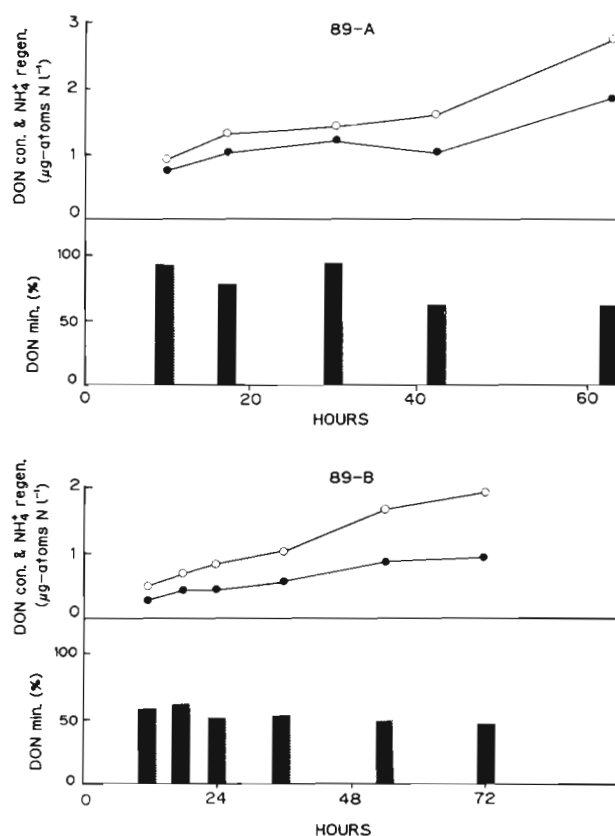 89-A
DON con. & NH₄⁺ regen.
(µg-atoms N l⁻¹)
3
2
1
0
DON min. (%)
100
50
0
0 20 40 60
HOURS
89-B
DON con. & NH₄⁺ regen.
(µg-atoms N l⁻¹)
2
1
0
DON min. (%)
100
50
0
0 24 48 72
HOURS